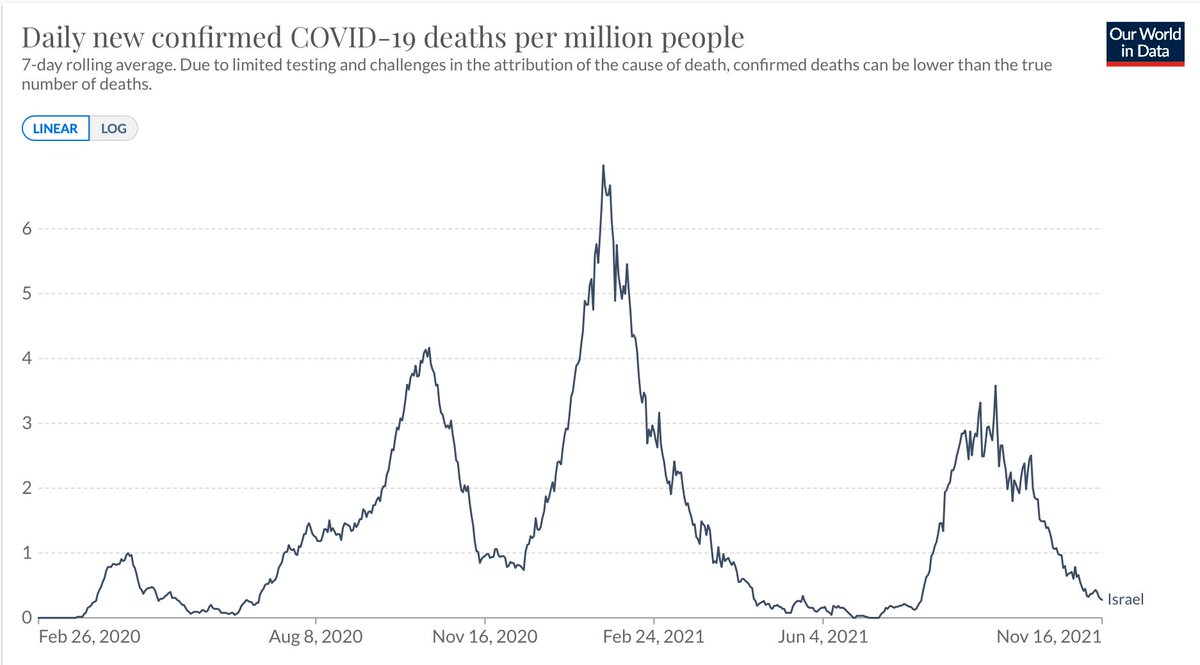 Daily new confirmed COVID-19 deaths per million people
Our World
in Data
7-day rolling average. Due to limited testing and challenges in the attribution of the cause of death, confirmed deaths can be lower than the true
number of deaths.
LINEAR LOG
6
5
4
3
2
1
0
Israel
Feb 26, 2020 Aug 8, 2020 Nov 16, 2020 Feb 24, 2021 Jun 4, 2021 Nov 16, 2021